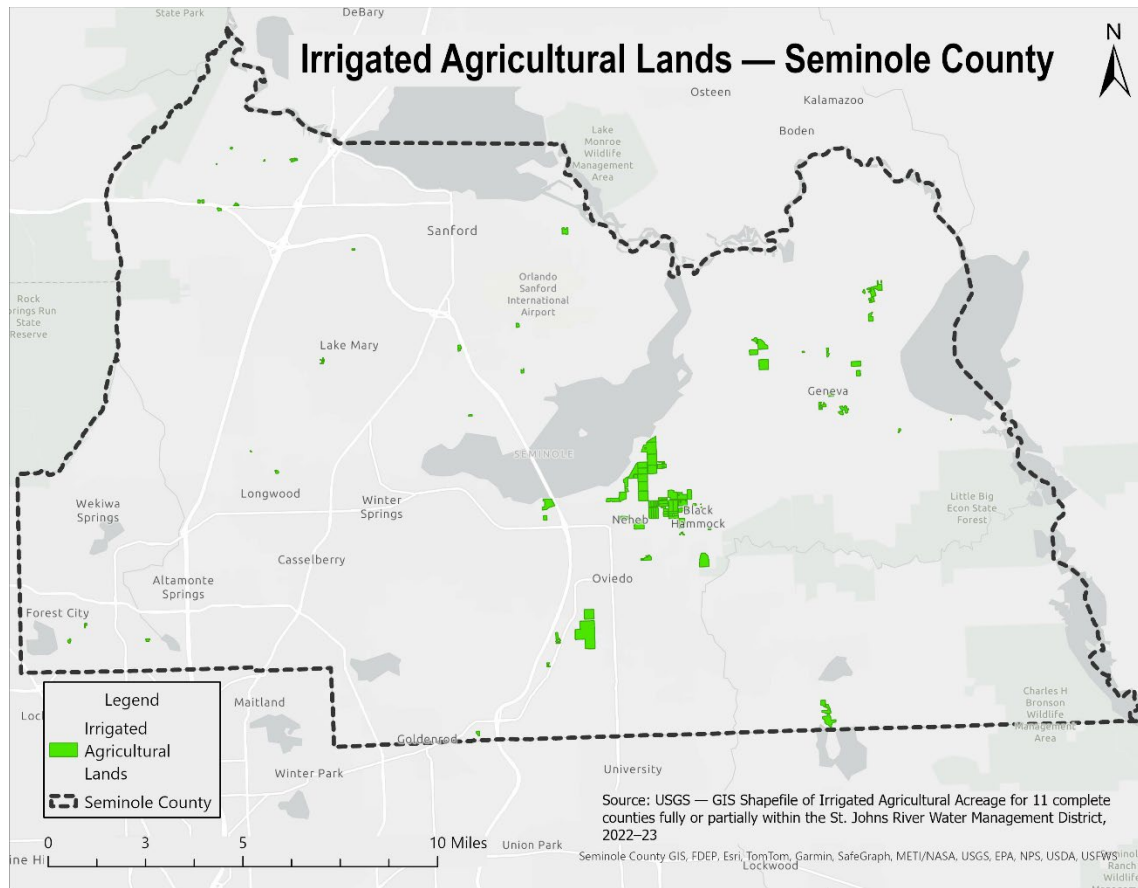 State Park
DeBary
N
Irrigated Agricultural Lands — Seminole County
Osteen
Kalamazoo
Boden
Lake
Monroe
Wildlife
Management
Area
Sanford
Orlando
Sanford
International
Airport
Rock
Springs Run
State
Reserve
Lake Mary
Geneva
SEMINOLE
Longwood
Winter
Springs
Wekiwa
Springs
Neheb
Black
Hammock
Little Big
Econ State
Forest
Casselberry
Altamonte
Springs
Oviedo
Forest City
Legend
Irrigated
Agricultural
Lands
Seminole County
Maitland
Goldenrod
Winter Park
University
Charles H
Bronson
Wildlife
Management
Area
Source: USGS — GIS Shapefile of Irrigated Agricultural Acreage for 11 complete
counties fully or partially within the St. Johns River Water Management District,
2022–23
0 3 5 10 Miles
Union Park
Seminole County GIS, FDEP, Esri, TomTom, Garmin, SafeGraph, METI/NASA, USGS, EPA, NPS, USDA, USFWS
Lockwood
Ranch
Wildlife